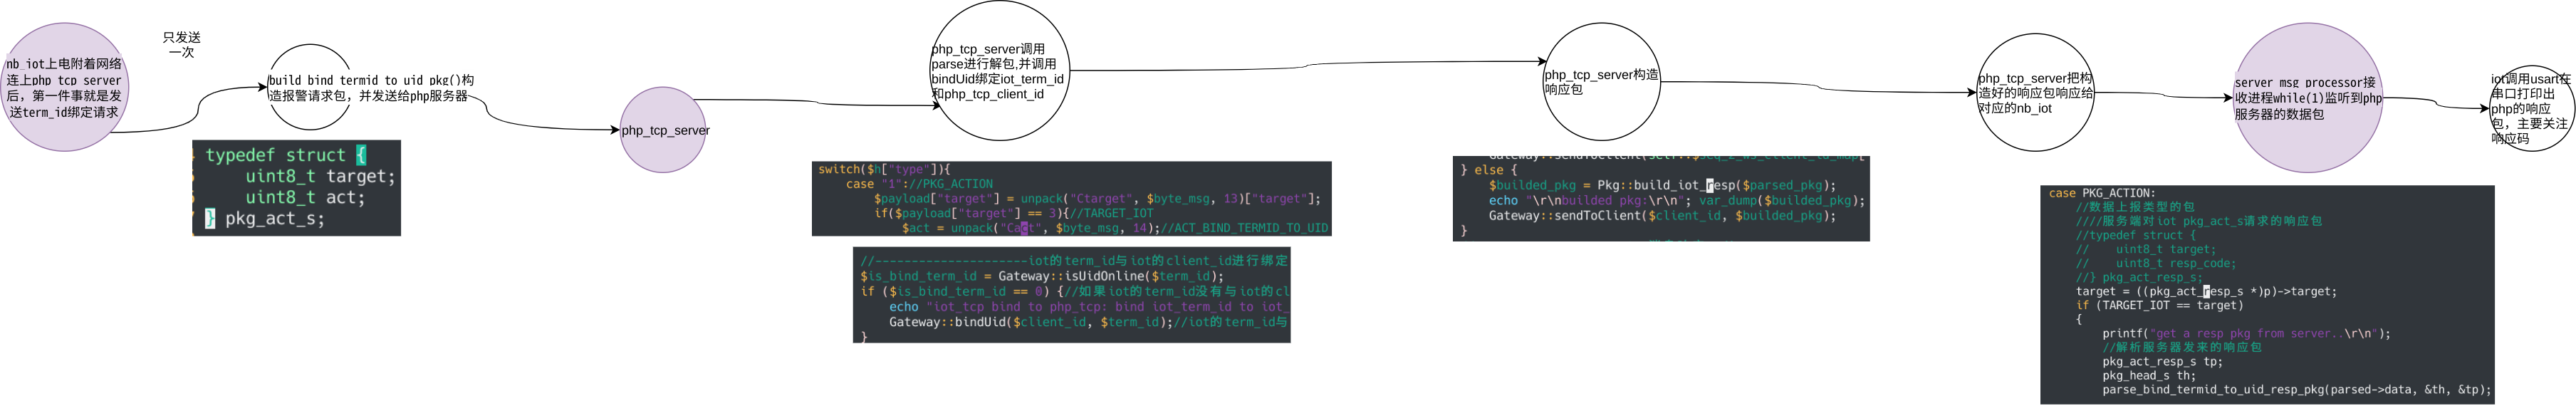 nb_iot上电附着网络
连上php_tcp_server
后，第一件事就是发
送term_id绑定请求
只发送
一次
build_bind_termid_to_uid_pkg()构
造报警请求包，并发送给php服务器
typedef struct {
uint8_t target;
uint8_t act;
} pkg_act_s;
php_tcp_server
php_tcp_server调用
parse进行解包,并调用
bindUid绑定iot_term_id
和php_tcp_client_id
switch($h["type"]){
case "1"://PKG_ACTION
$payload["target"] = unpack("Ctarget", $byte_msg, 13)["target"];
if($payload["target"] == 3){//TARGET_IOT
$act = unpack("Cact", $byte_msg, 14);//ACT_BIND_TERMID_TO_UID
//---------------------iot的term_id与iot的client_id进行绑定
$is_bind_term_id = Gateway::isUidOnline($term_id);
if ($is_bind_term_id == 0) {//如果iot的term_id没有与iot的cl
echo "iot_tcp bind to php_tcp: bind iot_term_id to iot_
Gateway::bindUid($client_id, $term_id);//iot的term_id与
}
php_tcp_server构造
响应包
Gateway::sendToClient(self::$seq_2_ws_client_id_map[
} else {
$builded_pkg = Pkg::build_iot_resp($parsed_pkg);
echo "\r\nbuilded pkg:\r\n"; var_dump($builded_pkg);
Gateway::sendToClient($client_id, $builded_pkg);
}
php_tcp_server把构
造好的响应包响应给
对应的nb_iot
server_msg_processor接
收进程while(1)监听到php
服务器的数据包
case PKG_ACTION:
//数据上报类型的包
////服务端对iot pkg_act_s请求的响应包
//typedef struct {
//    uint8_t target;
//    uint8_t resp_code;
//} pkg_act_resp_s;
target = ((pkg_act_resp_s *)p)->target;
if (TARGET_IOT == target)
{
printf("get a resp pkg from server..\r\n");
//解析服务器发来的响应包
pkg_act_resp_s tp;
pkg_head_s th;
parse_bind_termid_to_uid_resp_pkg(parsed->data, &th, &tp);
iot调用usart在
串口打印出
php的响应
包，主要关注
响应码